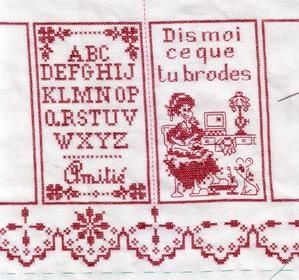 ABC
DEFGHIJ
KLMNOP
QRSTUV
WXYZ
Amitié
Dis moi
ce que
tu brodes